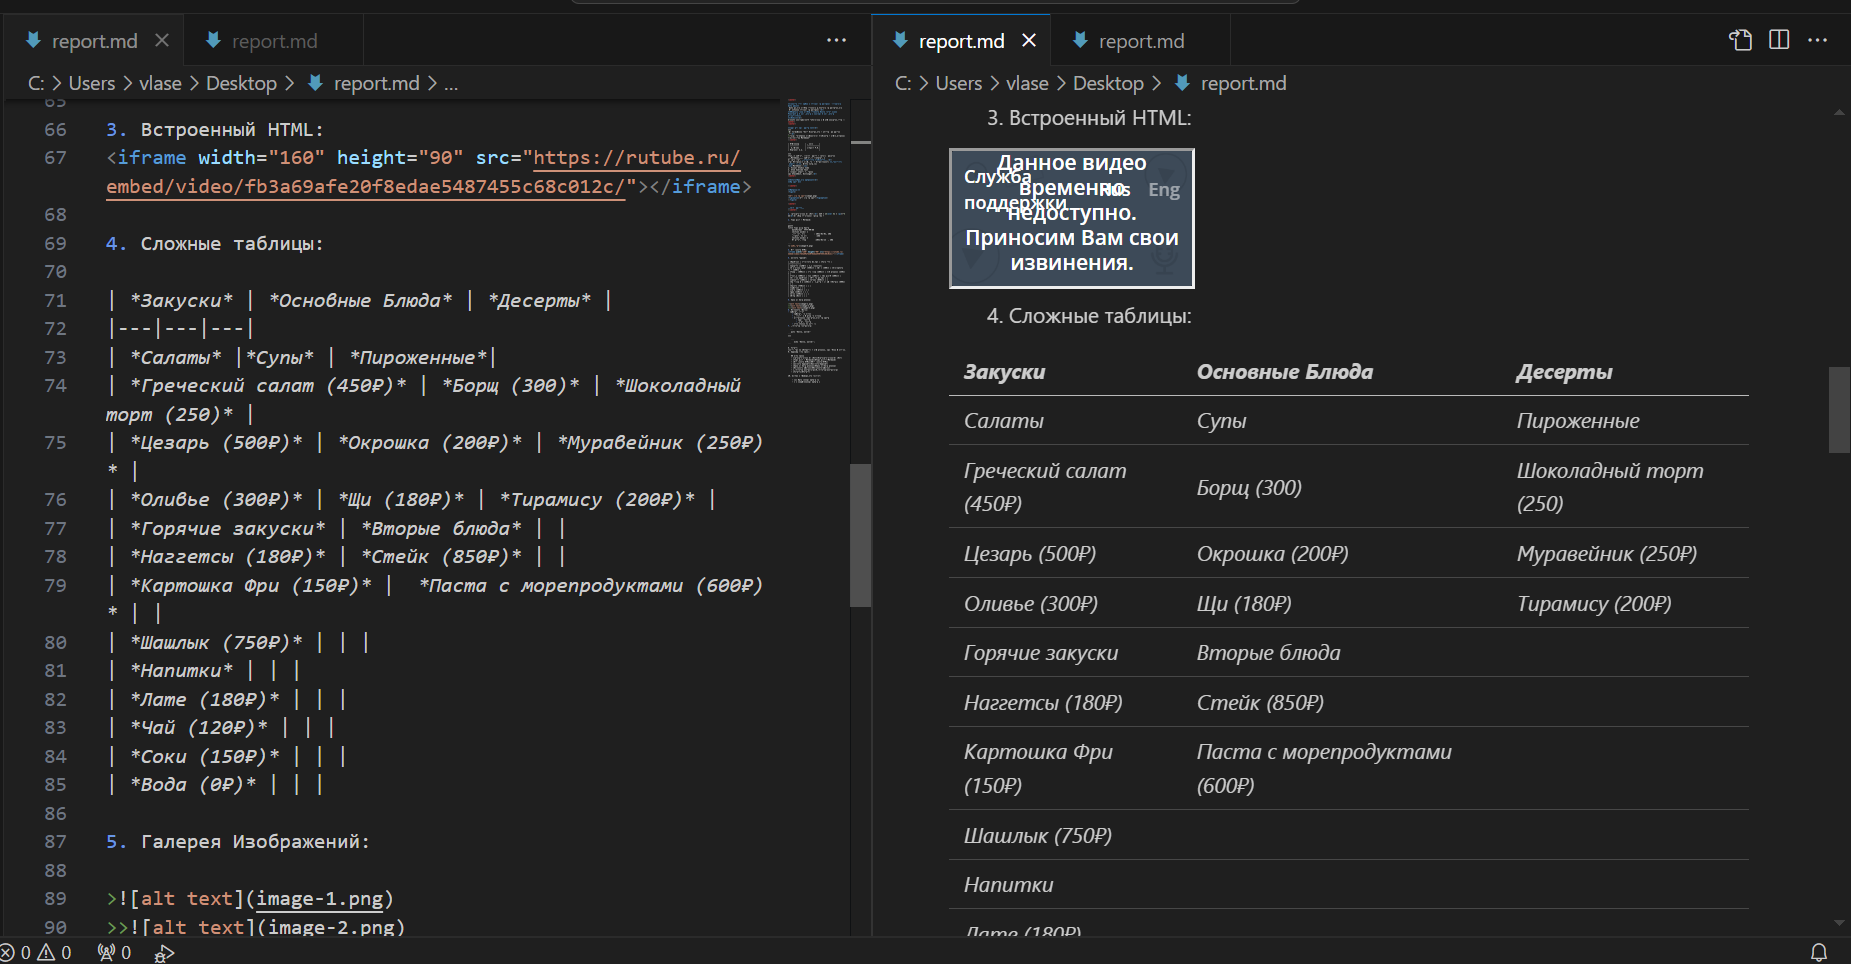 report.md
report.md
C: > Users > vlase > Desktop > report.md > ...
65
66 3. Встроенный HTML:
67 <iframe width="160" height="90" src="https://rutube.ru/
embed/video/fb3a69afe20f8edae5487455c68c012c/"></iframe>
68
69 4. Сложные таблицы:
70
71 | *Закуски* | *Основные Блюда* | *Десерты* |
72 |---|---|---|
73 | *Салаты* |*Супы* | *Пироженные*|
74 | *Греческий салат (450₽)* | *Борщ (300)* | *Шоколадный
торт (250)* |
75 | *Цезарь (500₽)* | *Окрошка (200₽)* | *Муравейник (250₽)
* |
76 | *Оливье (300₽)* | *Щи (180₽)* | *Тирамису (200₽)* |
77 | *Горячие закуски* | *Вторые блюда* | |
78 | *Наггетсы (180₽)* | *Стейк (850₽)* | |
79 | *Картошка Фри (150₽)* |  *Паста с морепродуктами (600₽)
* | |
80 | *Шашлык (750₽)* | | |
81 | *Напитки* | | |
82 | *Лате (180₽)* | | |
83 | *Чай (120₽)* | | |
84 | *Соки (150₽)* | | |
85 | *Вода (0₽)* | | |
86
87 5. Галерея Изображений:
88
89 >![alt text](image-1.png)
90 >>![alt text](image-2.png)
0 0 0
report.md
report.md
C: > Users > vlase > Desktop > report.md
3. Встроенный HTML:
Данное видео
временно
недоступно.
Приносим Вам свои
извинения.
Служба
поддержки
Rus Eng
4. Сложные таблицы:
Закуски Основные Блюда Десерты
Салаты Супы Пироженные
Греческий салат
(450₽) Борщ (300) Шоколадный торт
(250)
Цезарь (500₽) Окрошка (200₽) Муравейник (250₽)
Оливье (300₽) Щи (180₽) Тирамису (200₽)
Горячие закуски Вторые блюда
Наггетсы (180₽) Стейк (850₽)
Картошка Фри
(150₽) Паста с морепродуктами
(600₽)
Шашлык (750₽)
Напитки
Лате (180₽)